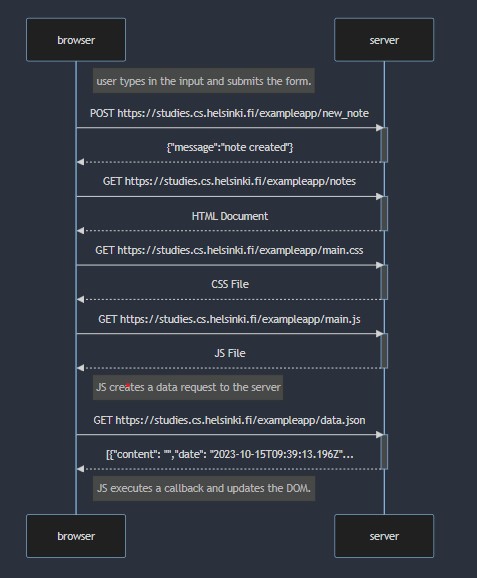 browser server
user types in the input and submits the form.
POST https://studies.cs.helsinki.fi/exampleapp/new_note
{"message":"note created"}
GET https://studies.cs.helsinki.fi/exampleapp/notes
HTML Document
GET https://studies.cs.helsinki.fi/exampleapp/main.css
CSS File
GET https://studies.cs.helsinki.fi/exampleapp/main.js
JS File
JS creates a data request to the server
GET https://studies.cs.helsinki.fi/exampleapp/data.json
[{"content": "","date": "2023-10-15T09:39:13.196Z"...
JS executes a callback and updates the DOM.
browser server